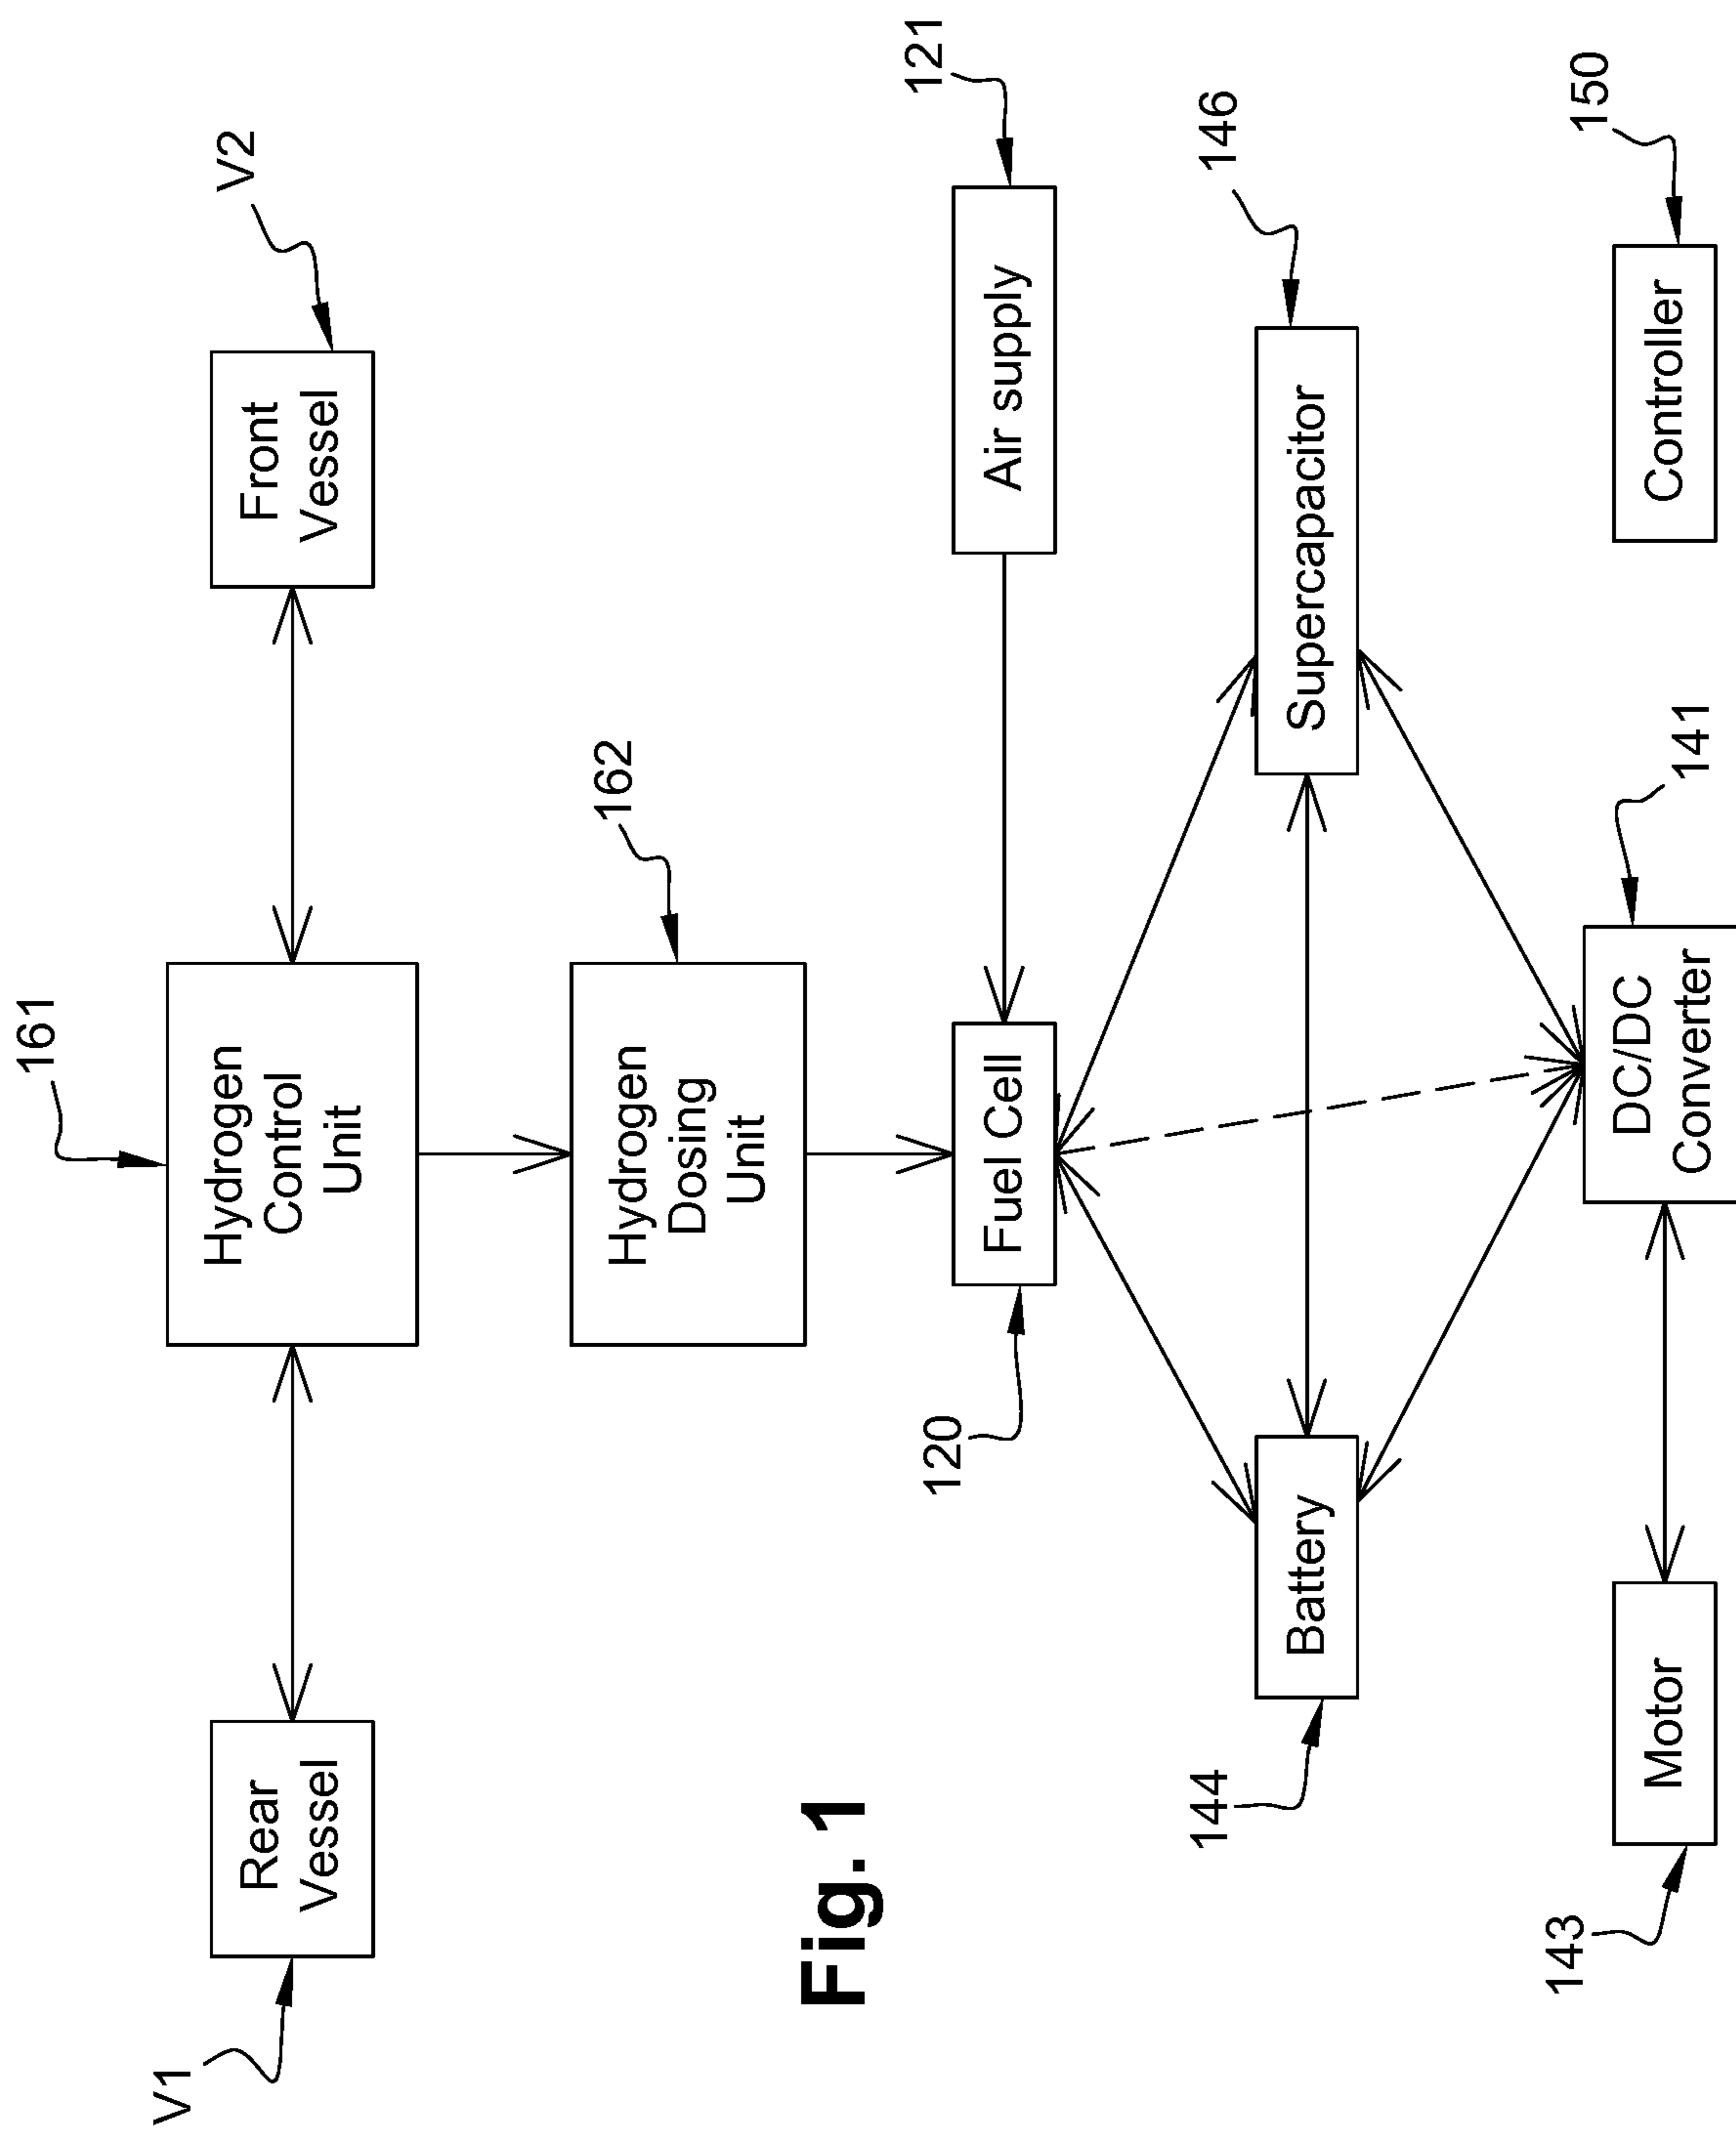 161
V1
Rear
Vessel
Hydrogen
Control
Unit
Front
Vessel
V2
Hydrogen
Dosing
Unit
162
Fig. 1
120
Fuel Cell
Air supply
121
144
Battery
Supercapacitor
146
143
Motor
DC/DC
Converter
141
Controller
150